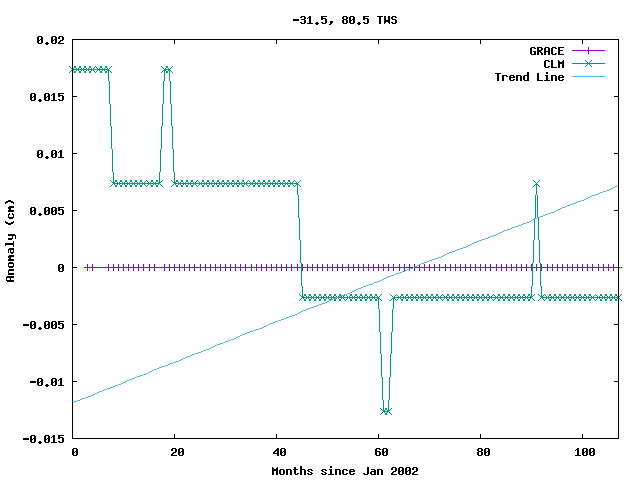 -31.5, 80.5 TWS
GRACE
CLM
Trend Line
0.02
0.015
0.01
0.005
0
-0.005
-0.01
-0.015
Anomaly (cm)
0 20 40 60 80 100
Months since Jan 2002